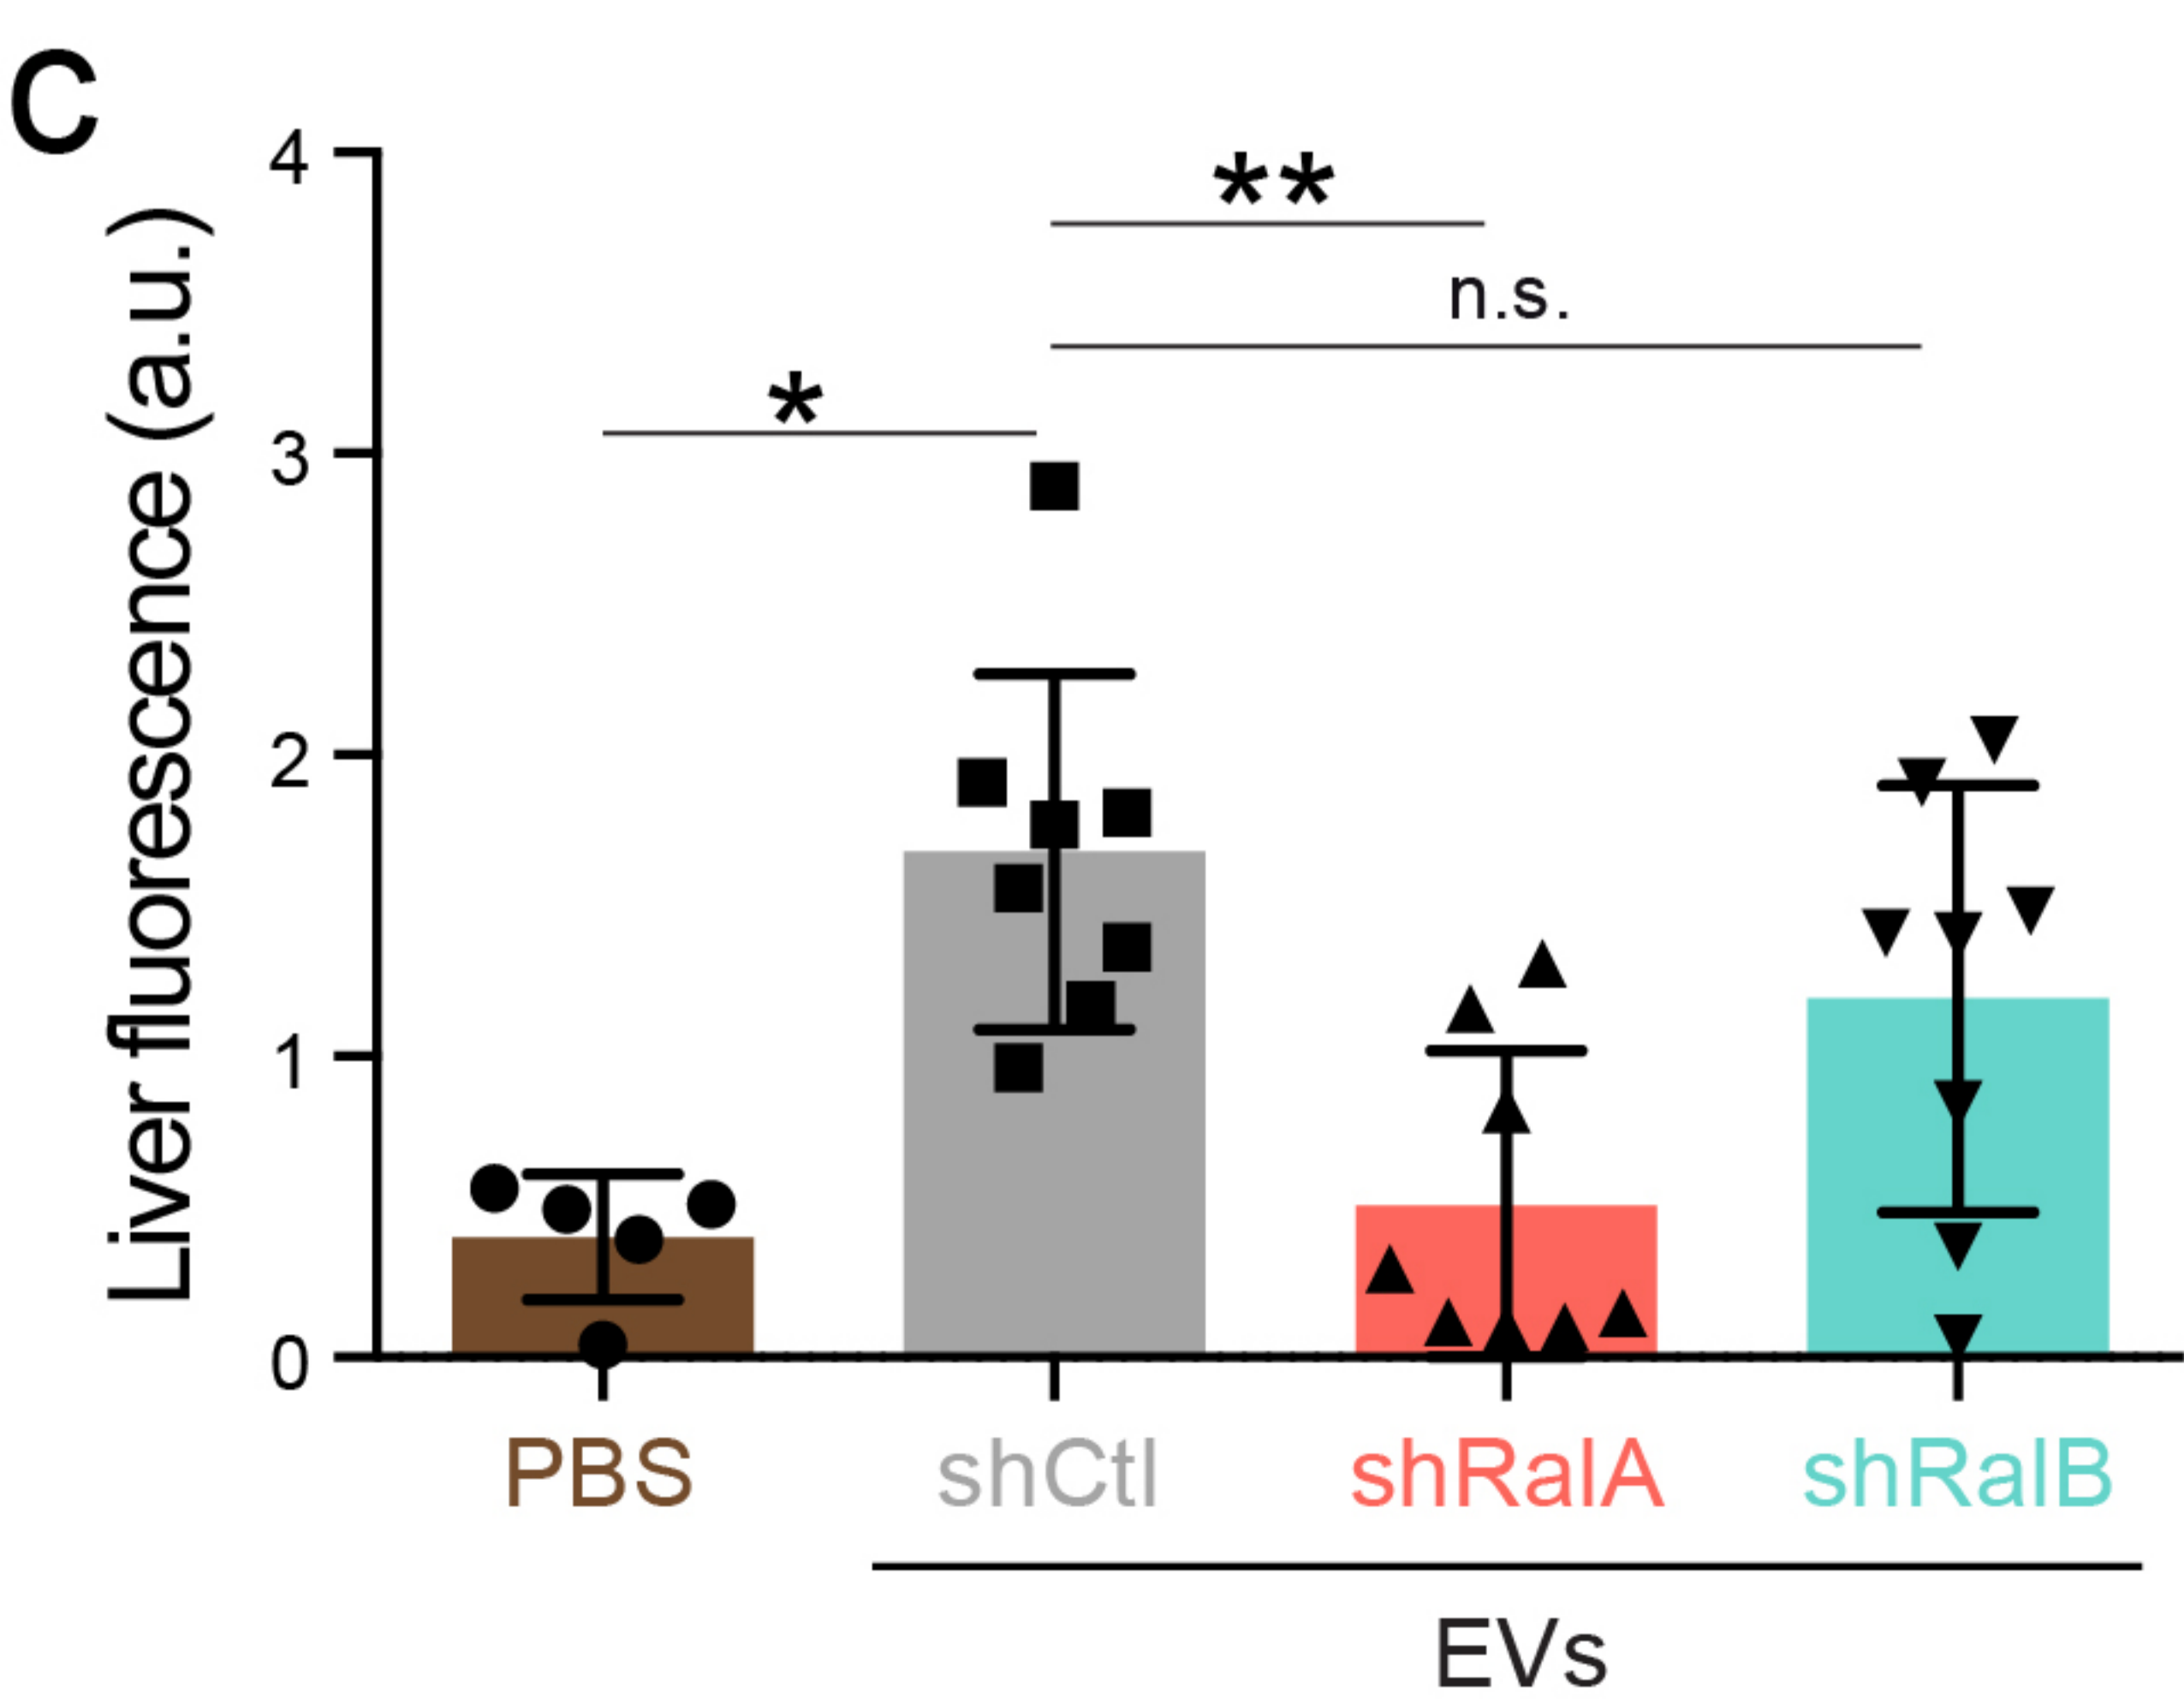 C
Liver fluorescence (a.u.)
4
3
2
1
0
**
n.s.
*
PBS
shCtl
shRalA
shRalB
EVs